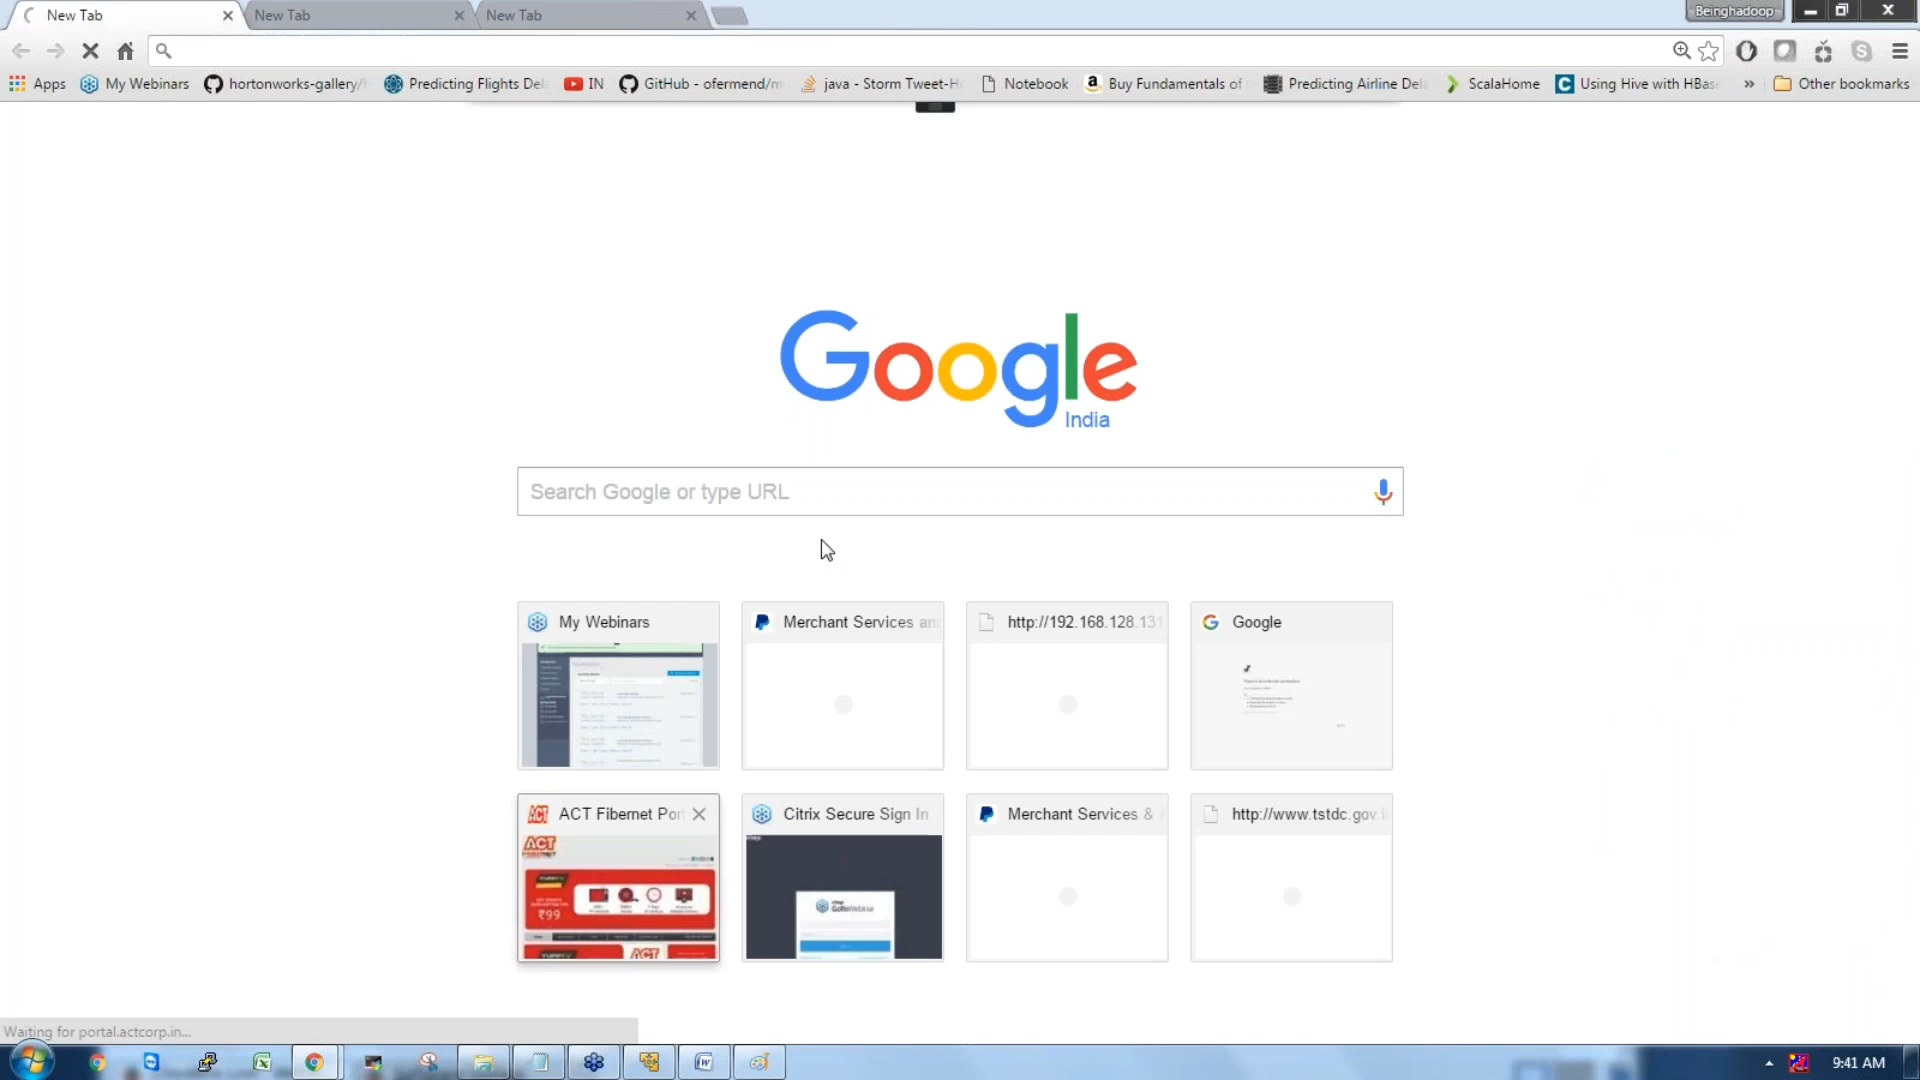 New Tab
New Tab
New Tab
Beinghadoop
Apps
My Webinars
hortonworks-gallery/
Predicting Flights Del
IN
GitHub - ofermend/m
java - Storm Tweet-H
Notebook
Buy Fundamentals of
Predicting Airline Dela
ScalaHome
Using Hive with HBas
Other bookmarks
Google
India
Search Google or type URL
My Webinars
Merchant Services an
http://192.168.128.131
Google
ACT Fibernet Por
Citrix Secure Sign In
Merchant Services &
http://www.tstdc.gov.i
ACT
₹99
ACT
GoToWebinar
Waiting for portal.actcorp.in...
9:41 AM